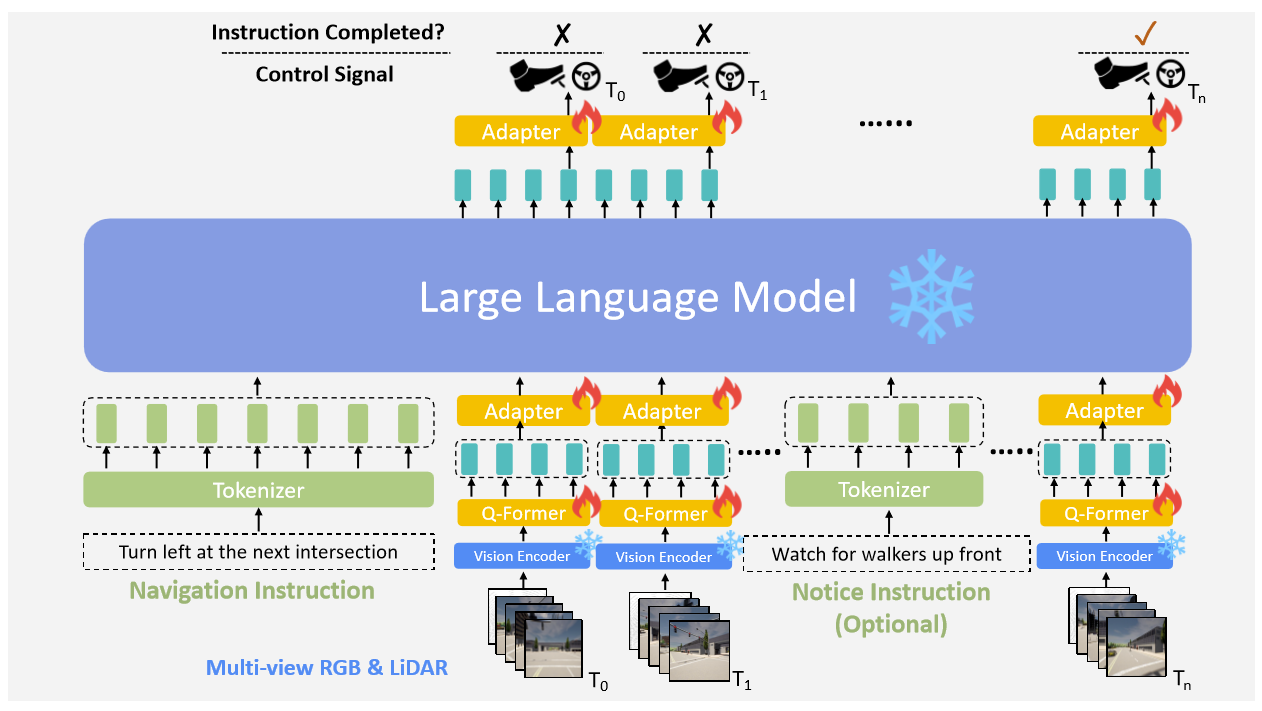 Instruction Completed?
✗ ✗ ✓
Control Signal
T0 T1 Tn
Adapter Adapter ...... Adapter
Large Language Model
Adapter Adapter Adapter
...... ......
Tokenizer Tokenizer
Q-Former Q-Former Q-Former
Turn left at the next intersection
Vision Encoder Vision Encoder Vision Encoder
Watch for walkers up front
Navigation Instruction
Notice Instruction
(Optional)
Multi-view RGB & LiDAR
T0 T1 Tn